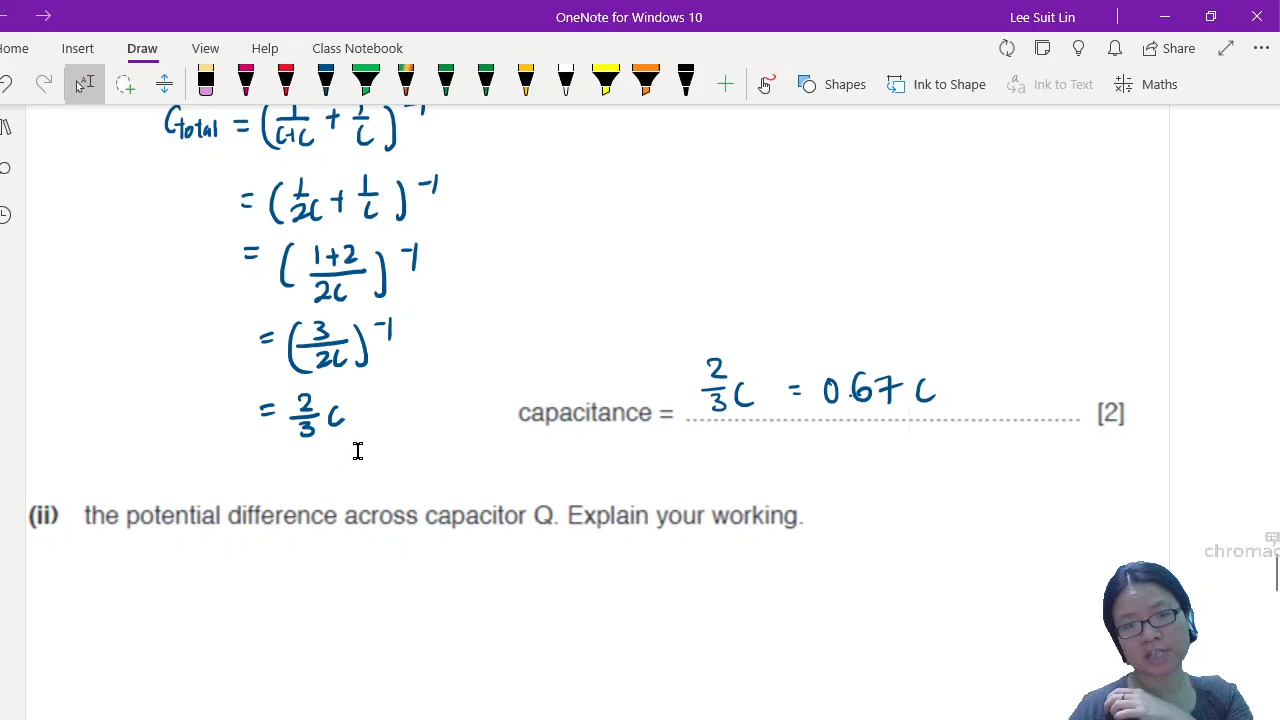 OneNote for Windows 10
Lee Suit Lin
Home Insert Draw View Help Class Notebook Share
Shapes Ink to Shape Ink to Text Maths
Ctotal = (1/C+C + 1/C)^-1
= (1/2C + 1/C)^-1
= (1+2/2C)^-1
= (3/2C)^-1
= 2/3 C
capacitance = 2/3 C = 0.67 C [2]
(ii) the potential difference across capacitor Q. Explain your working.
chromac